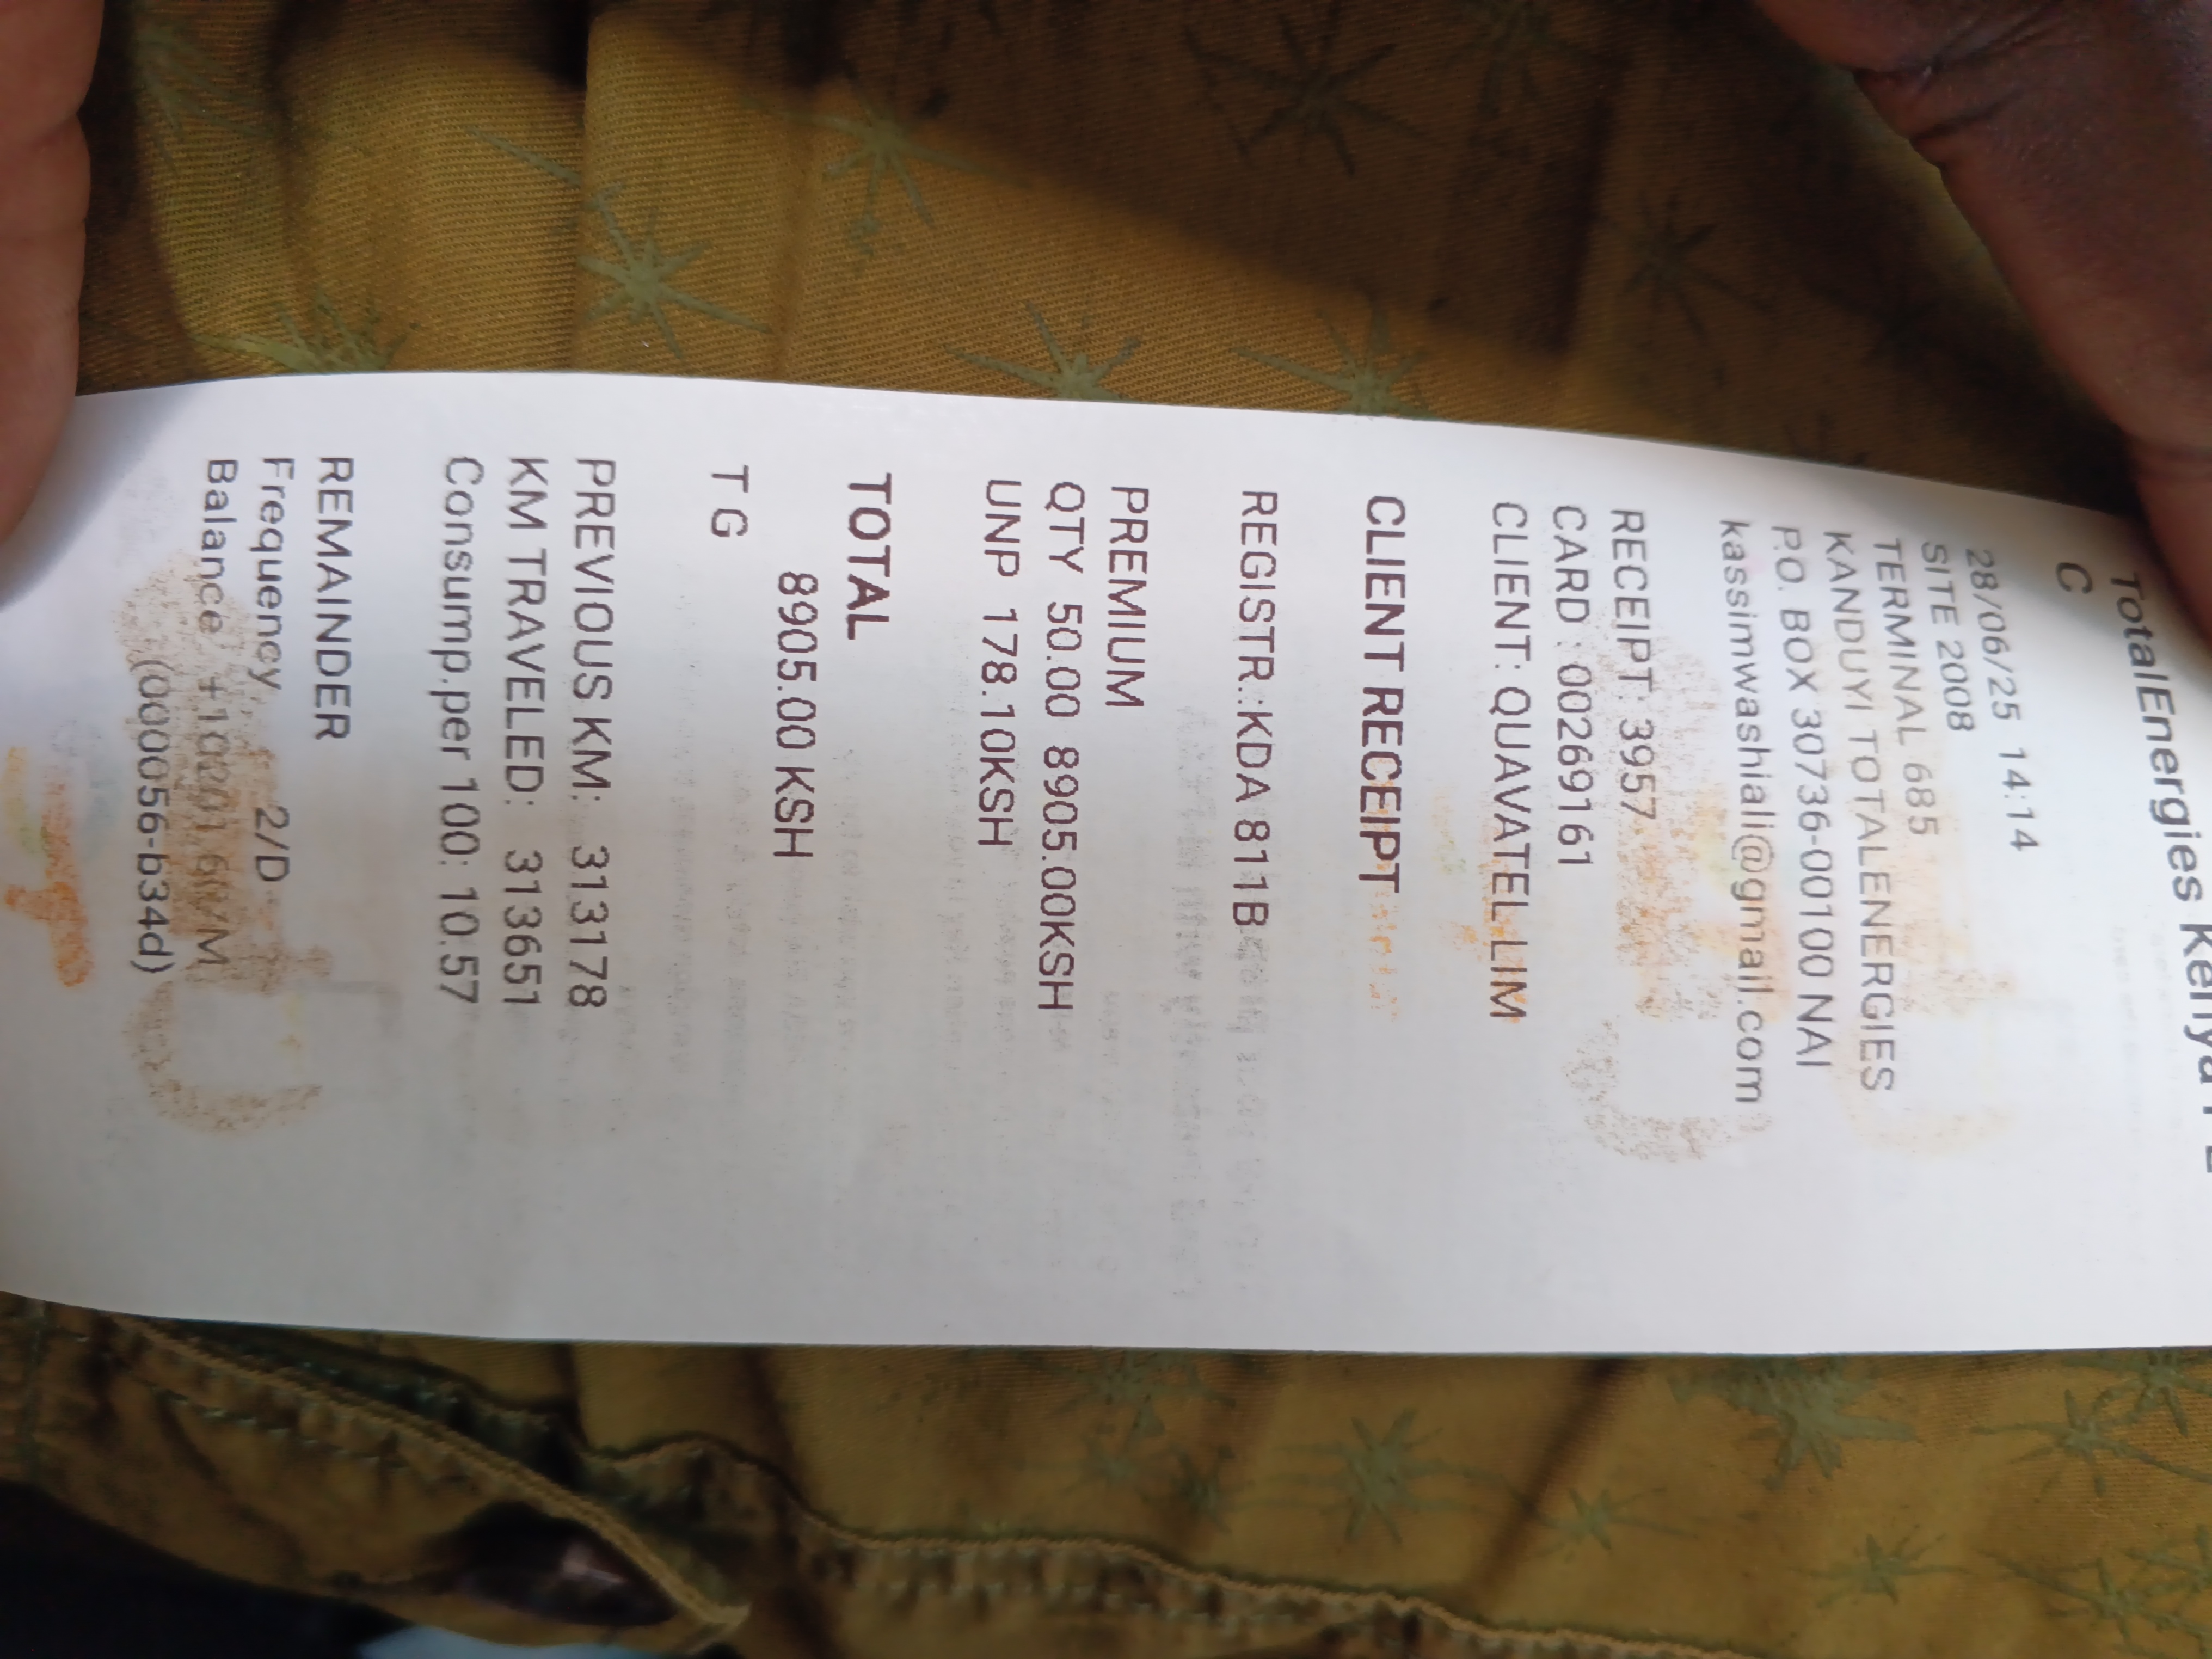 TotalEnergies Kenya
C
28/06/25 14:14
SITE 2008
TERMINAL 685
KANDUYI TOTALENERGIES
P.O. BOX 30736-00100 NAI
kassimwashiali@gmail.com
RECEIPT: 3957
CARD : 00269161
CLIENT: QUAVATEL LIM
CLIENT RECEIPT
REGISTR.:KDA 811B
PREMIUM
QTY 50.00 8905.00KSH
UNP 178.10KSH
TOTAL
8905.00 KSH
T G
PREVIOUS KM: 313178
KM TRAVELED: 313651
Consump.per 100: 10.57
REMAINDER
Frequency 2/D
Balance
(000056-b34d)